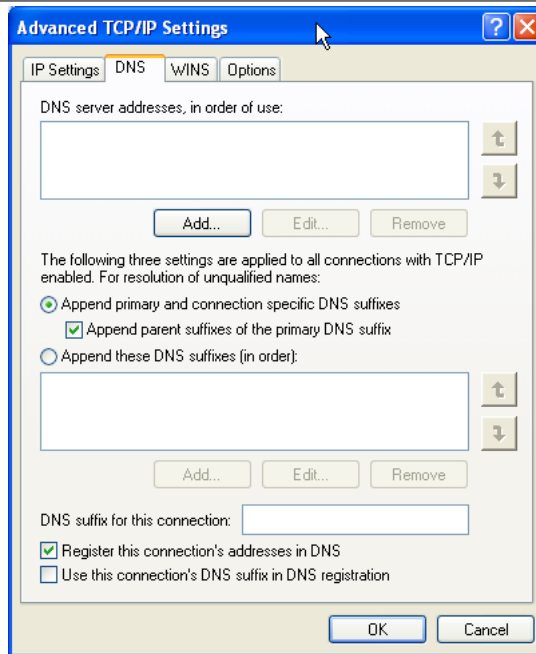 Advanced TCP/IP Settings
IP Settings DNS WINS Options
DNS server addresses, in order of use:
Add... Edit... Remove
The following three settings are applied to all connections with TCP/IP
enabled. For resolution of unqualified names:
Append primary and connection specific DNS suffixes
Append parent suffixes of the primary DNS suffix
Append these DNS suffixes (in order):
Add... Edit... Remove
DNS suffix for this connection:
Register this connection's addresses in DNS
Use this connection's DNS suffix in DNS registration
OK Cancel